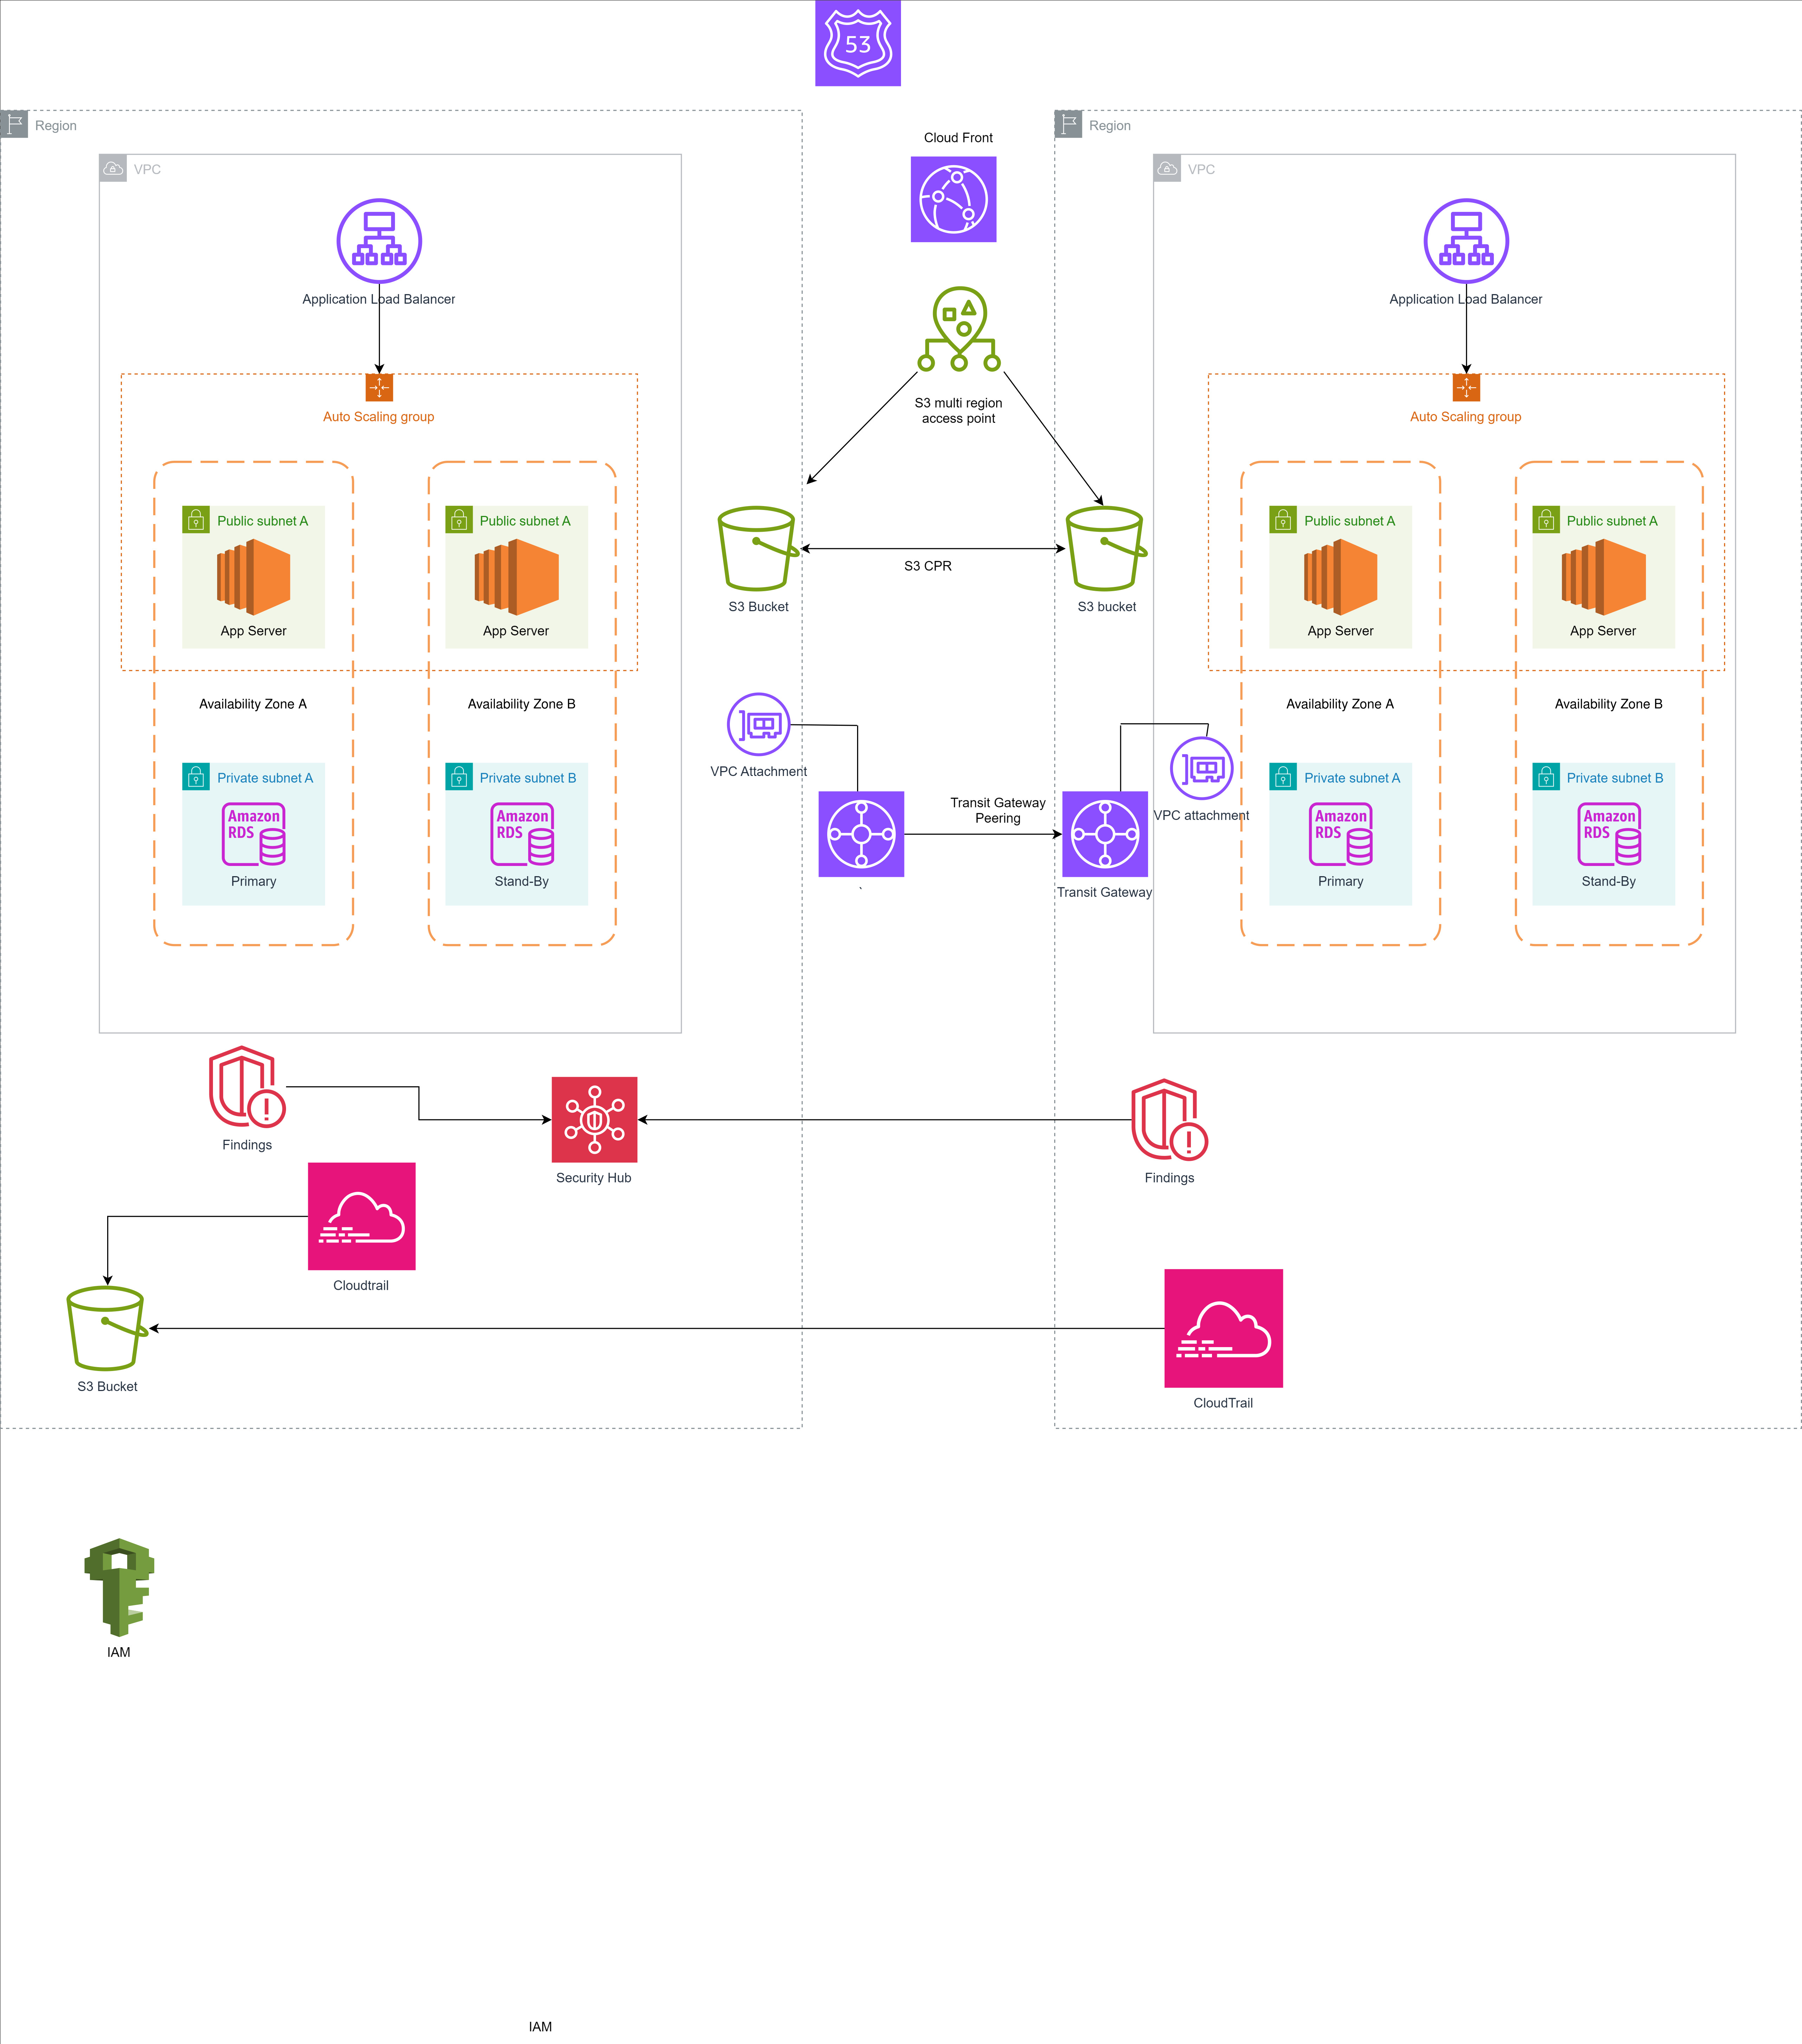 53
Region
Region
Cloud Front
VPC
VPC
Application Load Balancer
Application Load Balancer
S3 multi region
access point
Auto Scaling group
Auto Scaling group
Public subnet A
Public subnet A
Public subnet A
Public subnet A
S3 CPR
S3 Bucket
S3 bucket
App Server
App Server
App Server
App Server
Availability Zone A
Availability Zone B
Availability Zone A
Availability Zone B
VPC Attachment
Private subnet A
Private subnet B
Private subnet A
Private subnet B
Transit Gateway
Peering
VPC attachment
Amazon
RDS
Amazon
RDS
Amazon
RDS
Amazon
RDS
Primary
Stand-By
`
Transit Gateway
Primary
Stand-By
Findings
Security Hub
Findings
Cloudtrail
S3 Bucket
CloudTrail
IAM
IAM